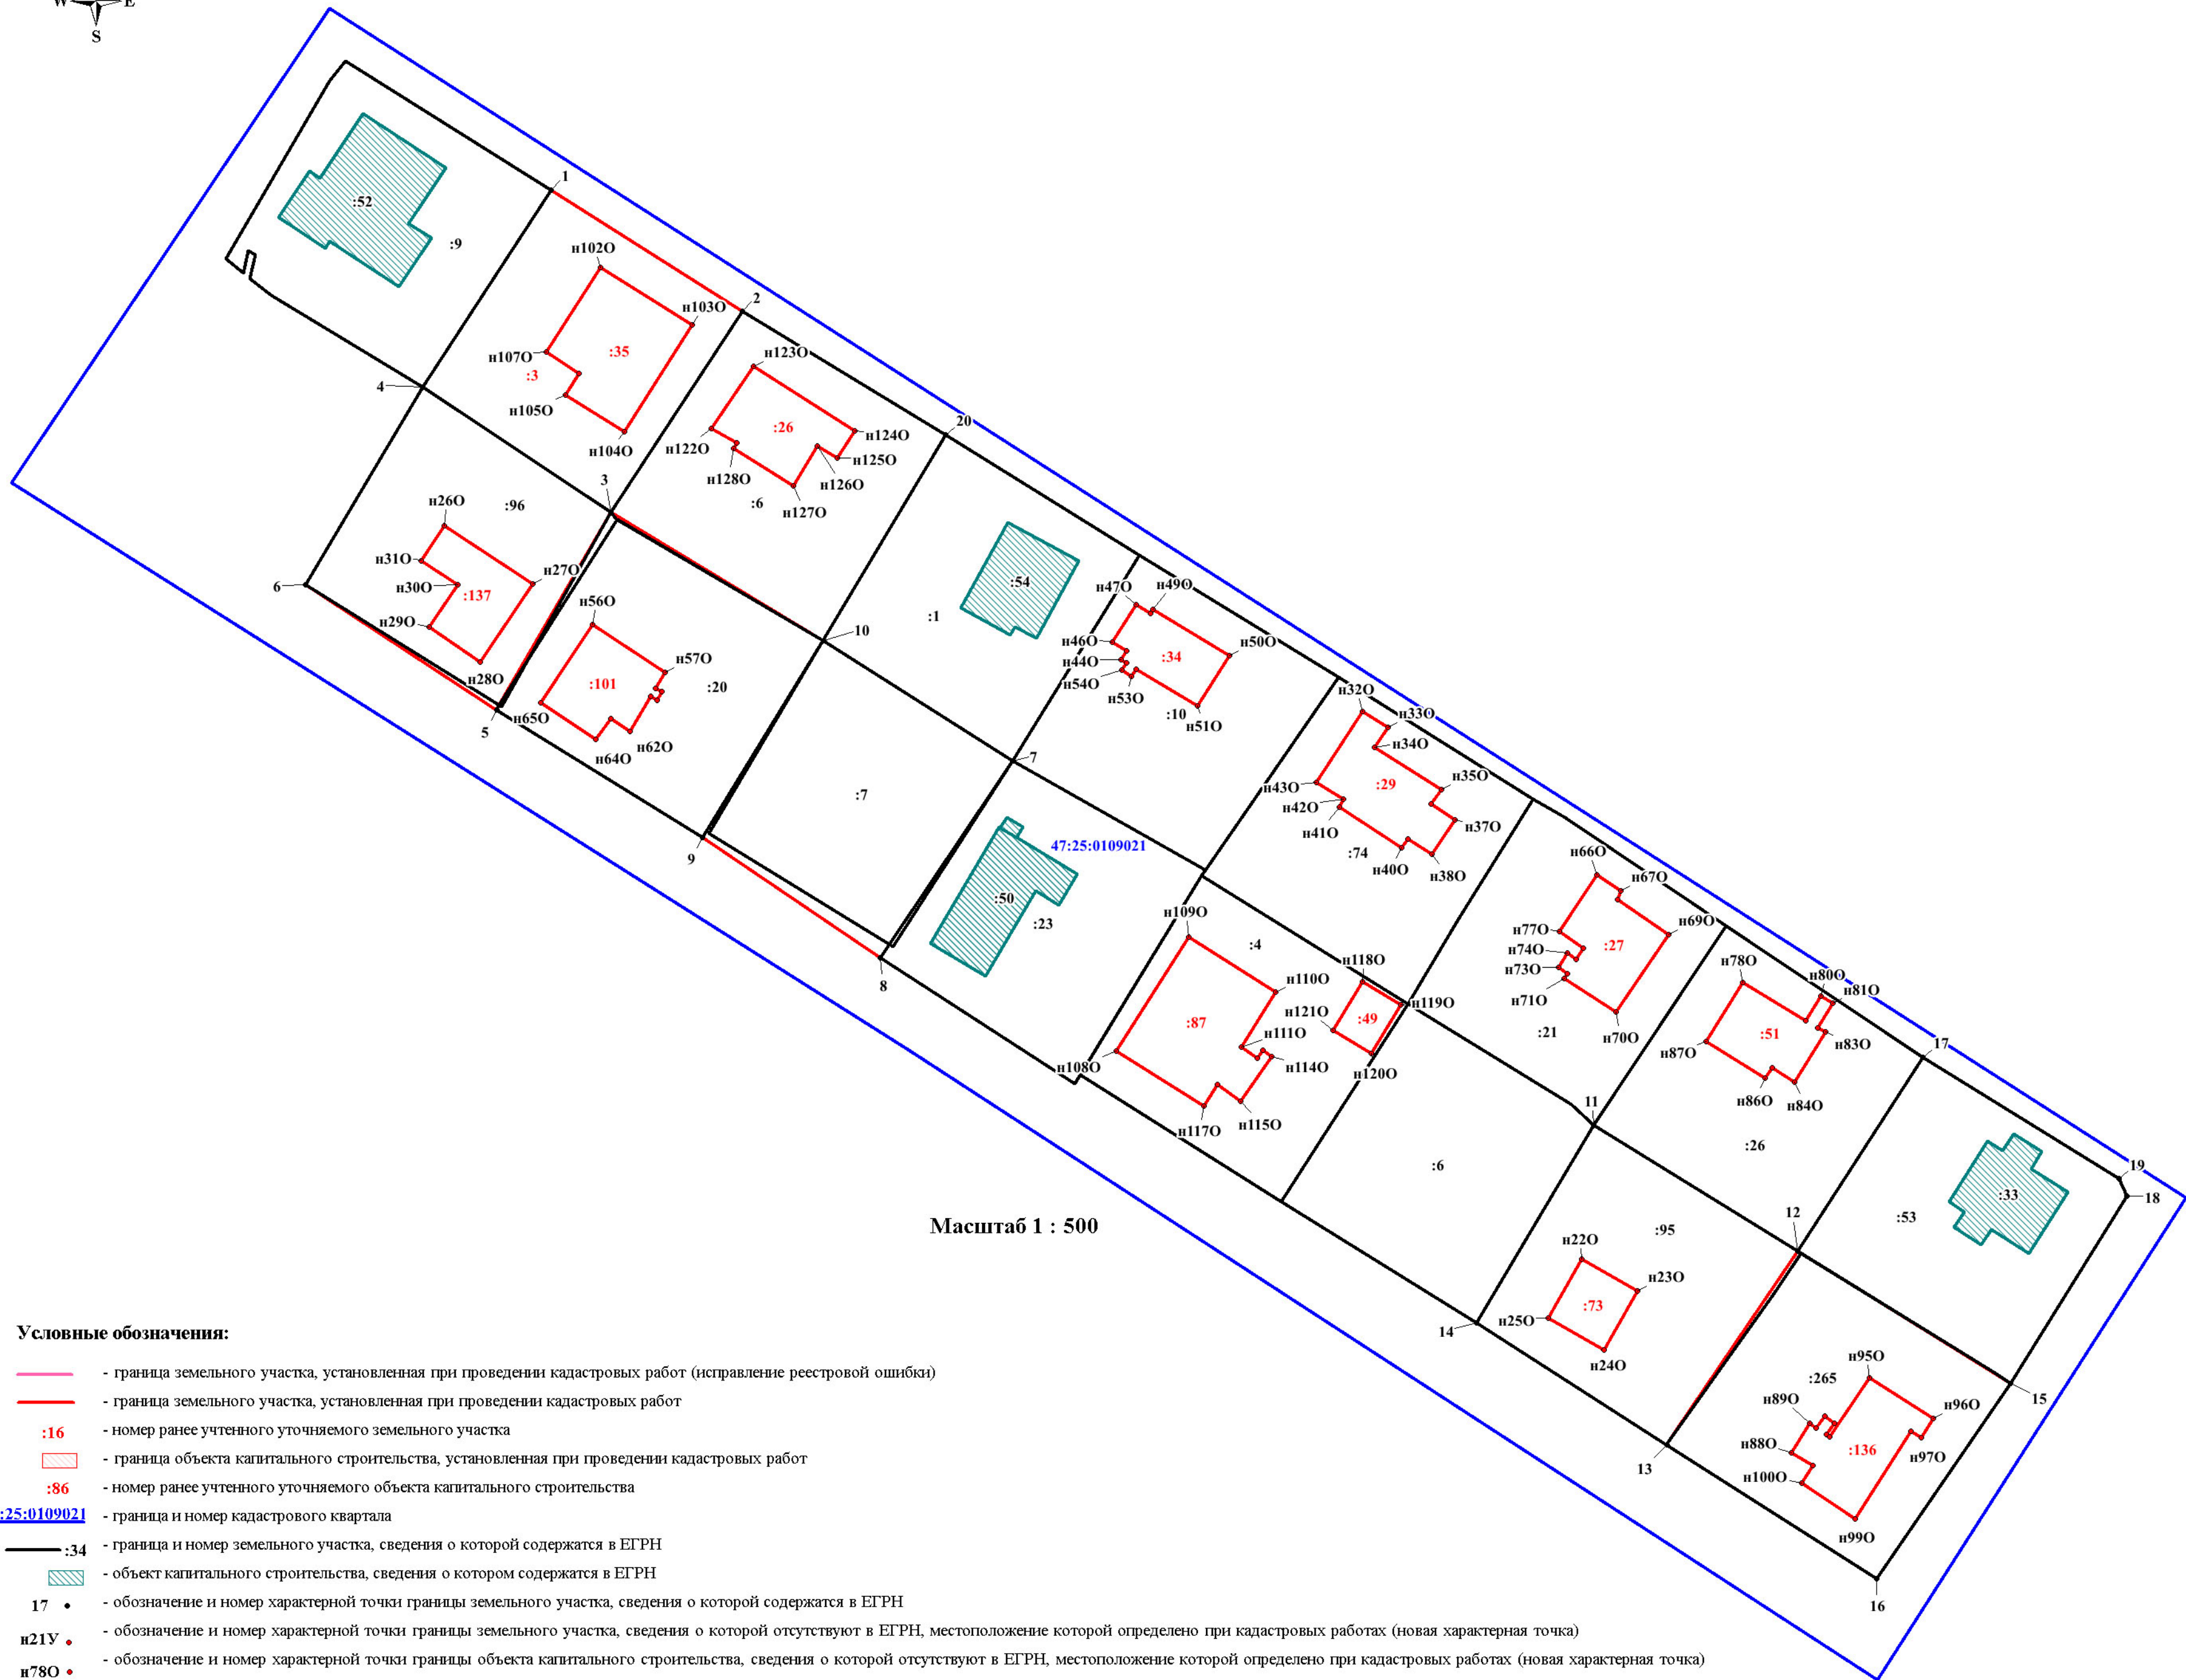 W E
S
:52
:9
1
н102О
н103О
2
:35
н107О
:3
н105О
н104О
4
н123О
20
:26
н124О
н122О
н125О
н128О
н126О
:6
н127О
3
:96
н26О
н31О
н30О
н27О
:137
6
н29О
н28О
5
н56О
н57О
:101
:20
н65О
н62О
н64О
10
:1
:54
н47О
н49О
н46О
н50О
н44О
:34
н54О
н53О
:10
н51О
7
:7
9
8
47:25:0109021
:50
:23
н32О
н33О
н34О
н35О
н43О
:29
н42О
н41О
н37О
:74
н40О
н38О
н109О
:4
н110О
н118О
н119О
н121О
:49
:87
н111О
н114О
н120О
н108О
н117О
н115О
н66О
н67О
н69О
н77О
:27
н74О
н73О
н71О
:21
н70О
11
н78О
н80О
н81О
:51
н83О
н87О
н86О
н84О
:26
17
19
18
:33
:53
12
:6
:95
н22О
н23О
:73
н25О
н24О
14
13
15
н95О
:265
н89О
н96О
н88О
:136
н97О
н100О
н99О
16
Масштаб 1 : 500
Условные обозначения:
- граница земельного участка, установленная при проведении кадастровых работ (исправление реестровой ошибки)
- граница земельного участка, установленная при проведении кадастровых работ
:16 - номер ранее учтенного уточняемого земельного участка
- граница объекта капитального строительства, установленная при проведении кадастровых работ
:86 - номер ранее учтенного уточняемого объекта капитального строительства
:25:0109021 - граница и номер кадастрового квартала
:34 - граница и номер земельного участка, сведения о которой содержатся в ЕГРН
- объект капитального строительства, сведения о котором содержатся в ЕГРН
17 - обозначение и номер характерной точки границы земельного участка, сведения о которой содержатся в ЕГРН
н21У - обозначение и номер характерной точки границы земельного участка, сведения о которой отсутствуют в ЕГРН, местоположение которой определено при кадастровых работах (новая характерная точка)
н78О - обозначение и номер характерной точки границы объекта капитального строительства, сведения о которой отсутствуют в ЕГРН, местоположение которой определено при кадастровых работах (новая характерная точка)